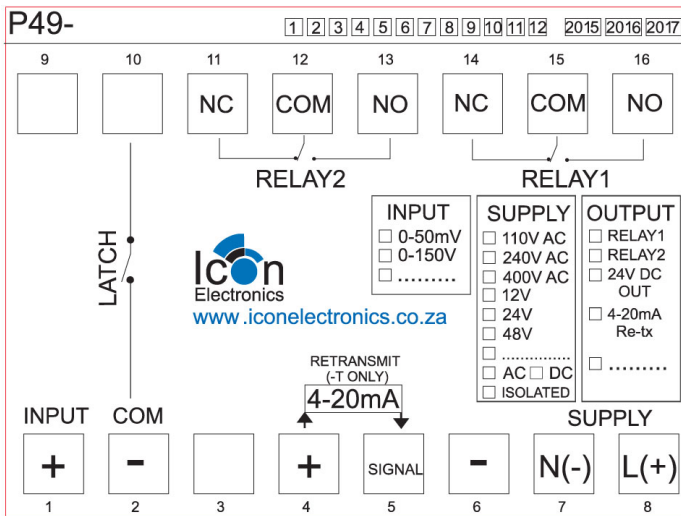 P49- 1 2 3 4 5 6 7 8 9 10 11 12 2015 2016 2017
9 10 11 12 13 14 15 16
NC COM NO NC COM NO
RELAY2 RELAY1
LATCH
Icon
Electronics
www.iconelectronics.co.za
INPUT
0-50mV
0-150V
.........
SUPPLY
110V AC
240V AC
400V AC
12V
24V
48V
...............
AC DC
ISOLATED
OUTPUT
RELAY1
RELAY2
24V DC
OUT
4-20mA
Re-tx
.........
RETRANSMIT
(-T ONLY)
4-20mA
INPUT COM SUPPLY
+ - + SIGNAL - N(-) L(+)
1 2 3 4 5 6 7 8